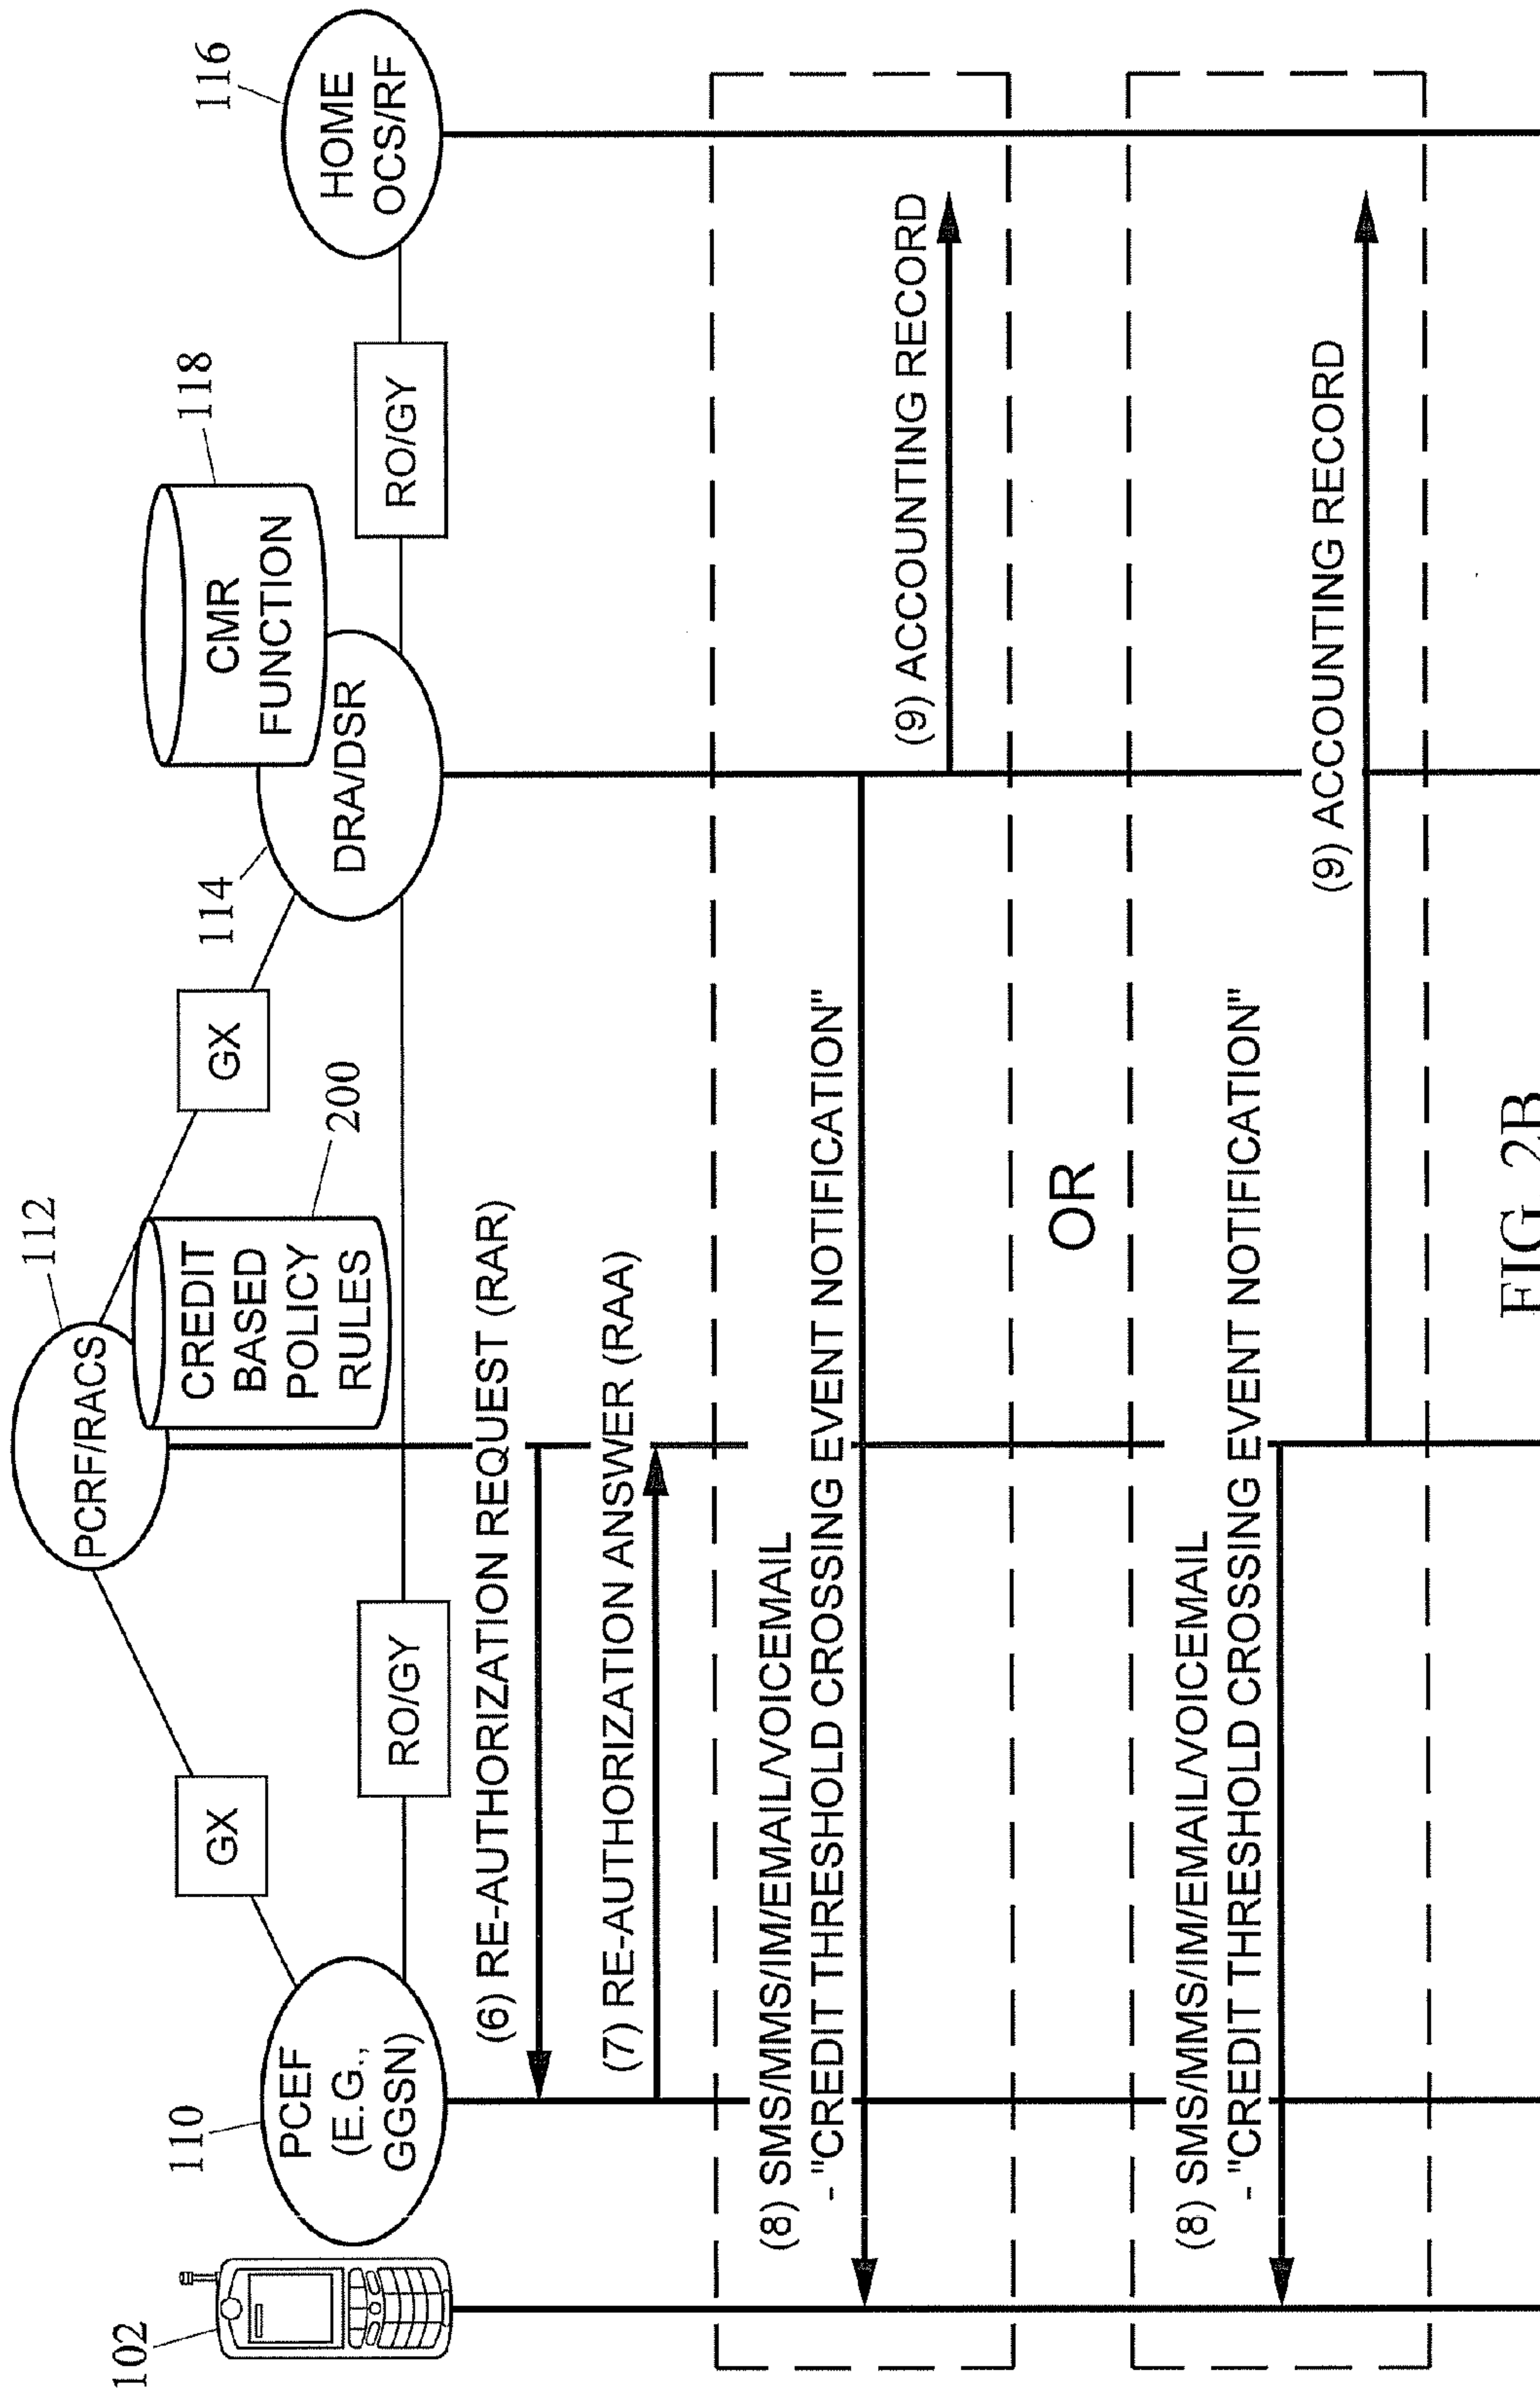 102
110
PCEF
(E.G.,
GGSN)
GX
RO/GY
112
PCRF/RACS
CREDIT
BASED
POLICY
RULES
200
GX
114
DRA/DSR
CMR
FUNCTION
118
RO/GY
116
HOME
OCS/RF
(6) RE-AUTHORIZATION REQUEST (RAR)
(7) RE-AUTHORIZATION ANSWER (RAA)
(8) SMS/MMS/IM/EMAIL/VOICEMAIL
- "CREDIT THRESHOLD CROSSING EVENT NOTIFICATION"
(9) ACCOUNTING RECORD
OR
(8) SMS/MMS/IM/EMAIL/VOICEMAIL
- "CREDIT THRESHOLD CROSSING EVENT NOTIFICATION"
(9) ACCOUNTING RECORD
FIG. 2B